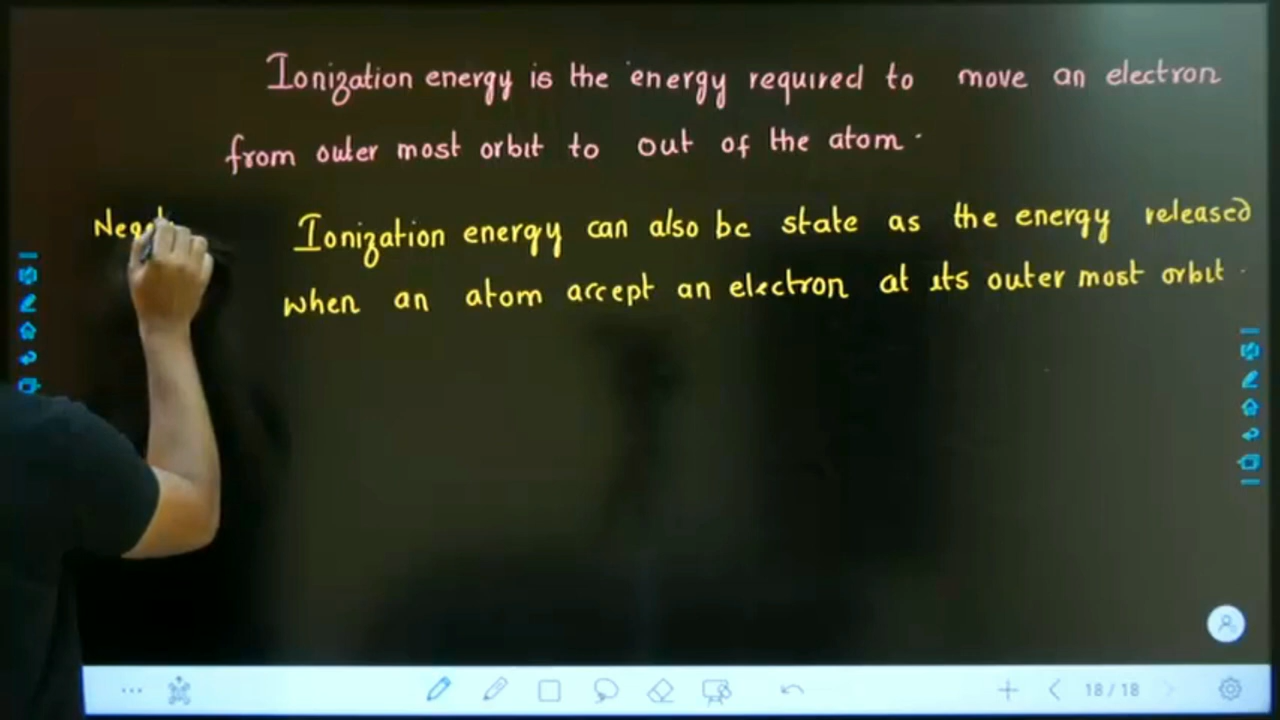 Ionization energy is the energy required to move an electron
from outer most orbit to out of the atom.
Ionization energy can also be state as the energy released
when an atom accept an electron at its outer most orbit.
18/18